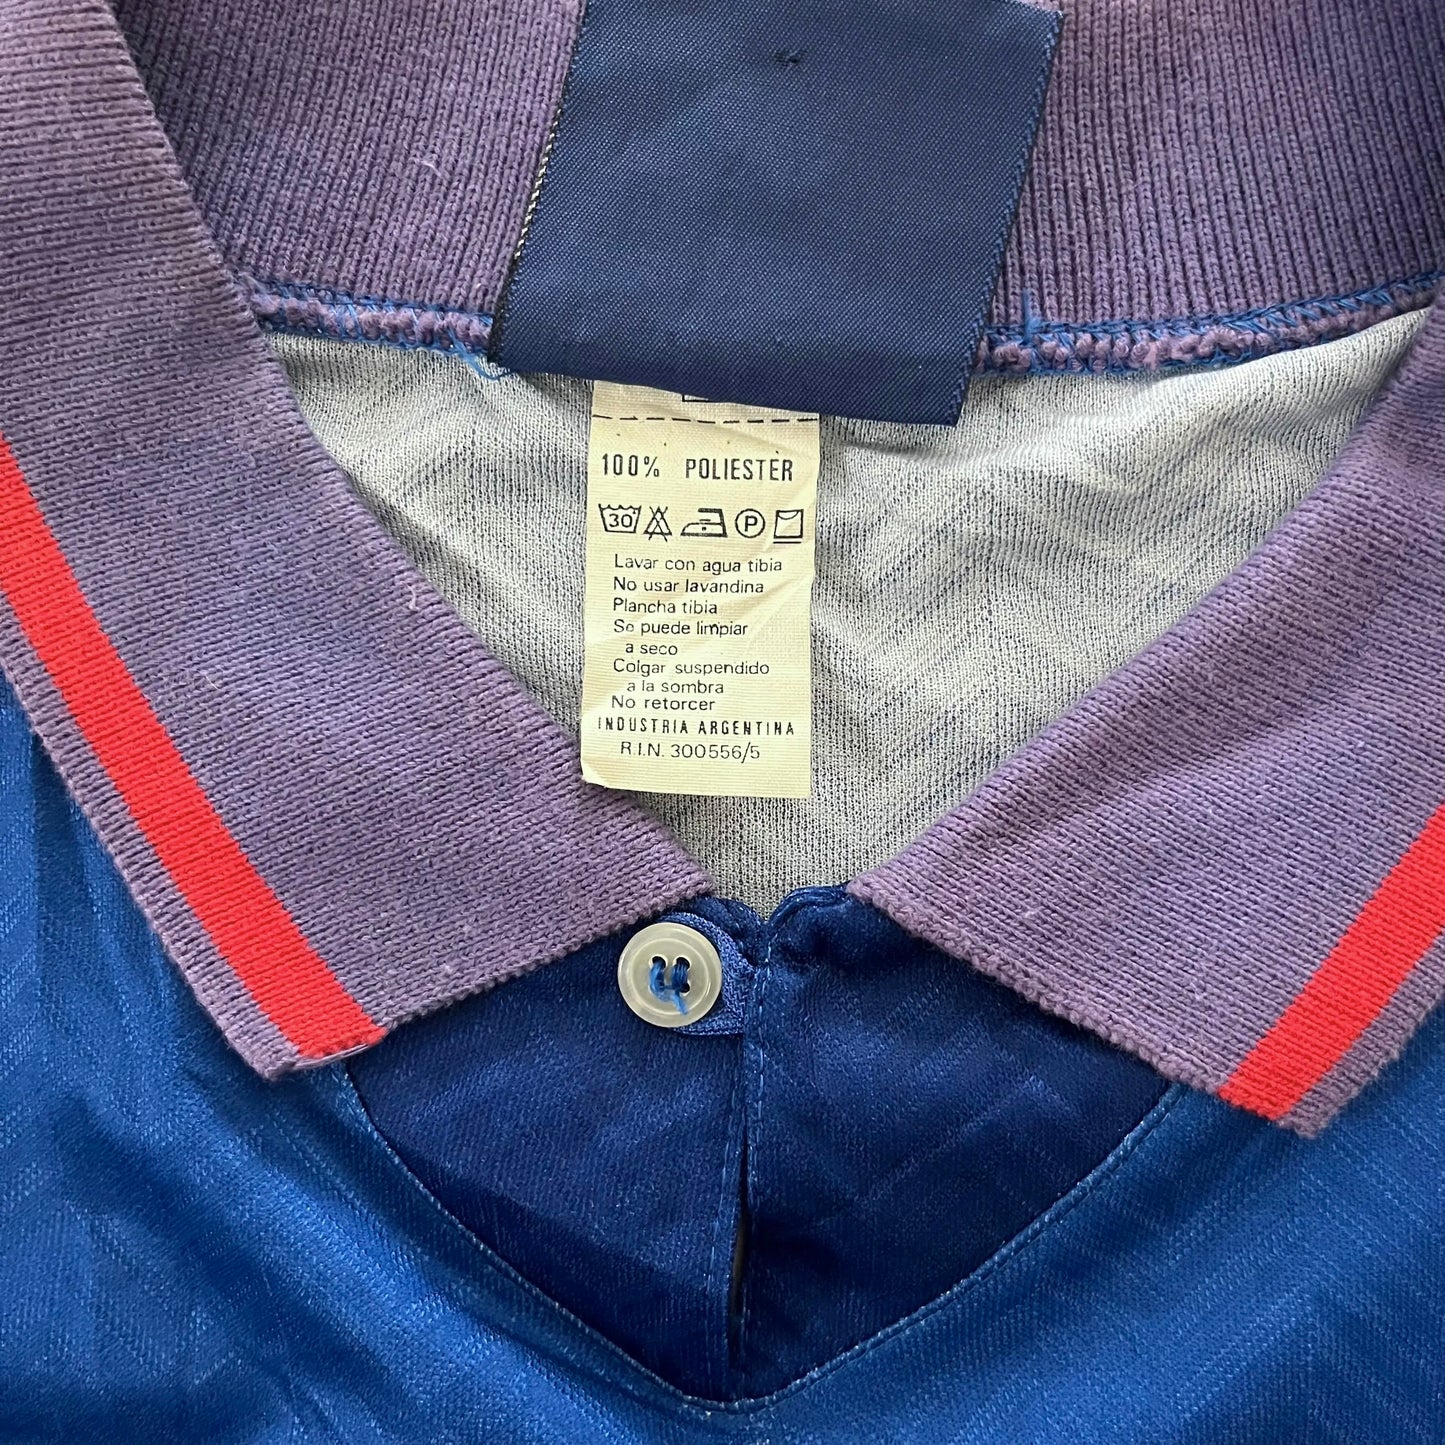 100% POLIESTER
30 P
Lavar con agua tibia
No usar lavandina
Plancha tibia
Se puede limpiar
a seco
Colgar suspendido
a la sombra
No retorcer
INDUSTRIA ARGENTINA
R.I.N. 300556/5